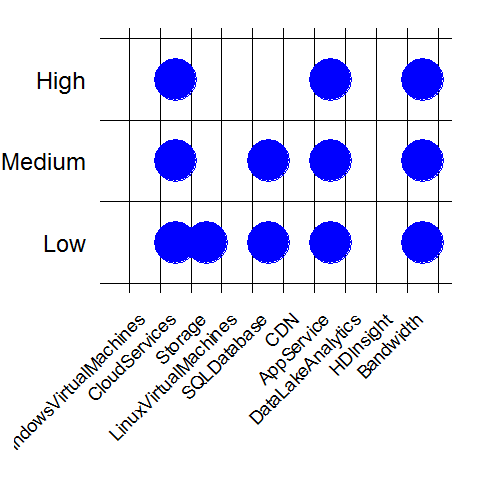 High
Medium
Low
ndowsVirtualMachines
CloudServices
Storage
LinuxVirtualMachines
SQLDatabase
CDN
AppService
DataLakeAnalytics
HDInsight
Bandwidth